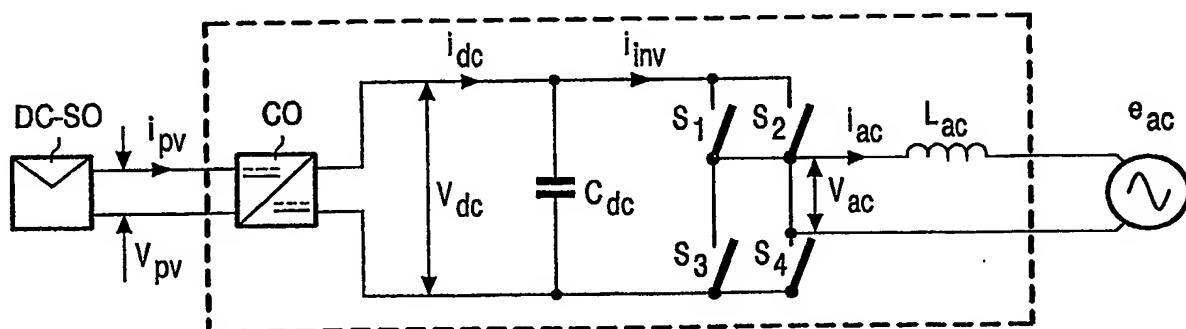 DC-SO
i_pv
V_pv
CO
i_dc
V_dc
C_dc
i_inv
S_1
S_2
S_3
S_4
i_ac
V_ac
L_ac
e_ac